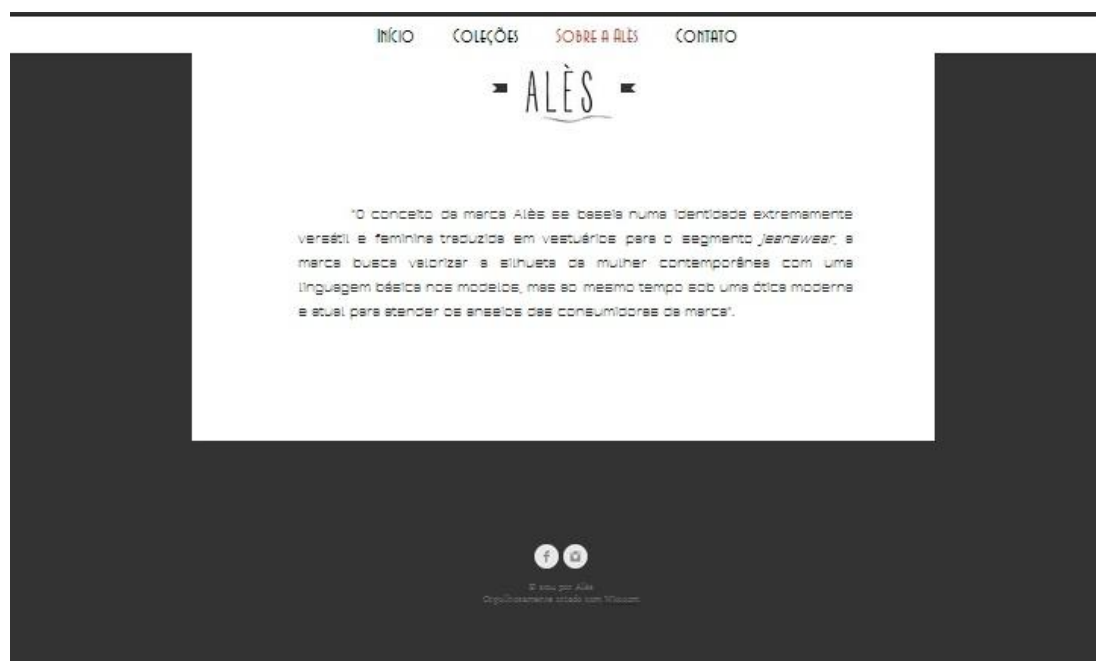 Início Coleções Sobre a Alès Contato
ALÈS
"O conceito da marca Alès se baseia numa identidade extremamente
versátil e feminina traduzida em vestuários para o segmento jeanswear, a
marca busca valorizar a silhueta da mulher contemporânea com uma
linguagem básica nos modelos, mas ao mesmo tempo sob uma ótica moderna
e atual para atender os anseios das consumidoras da marca".
f
© por Alès
Orgulhosamente criado com Wix.com